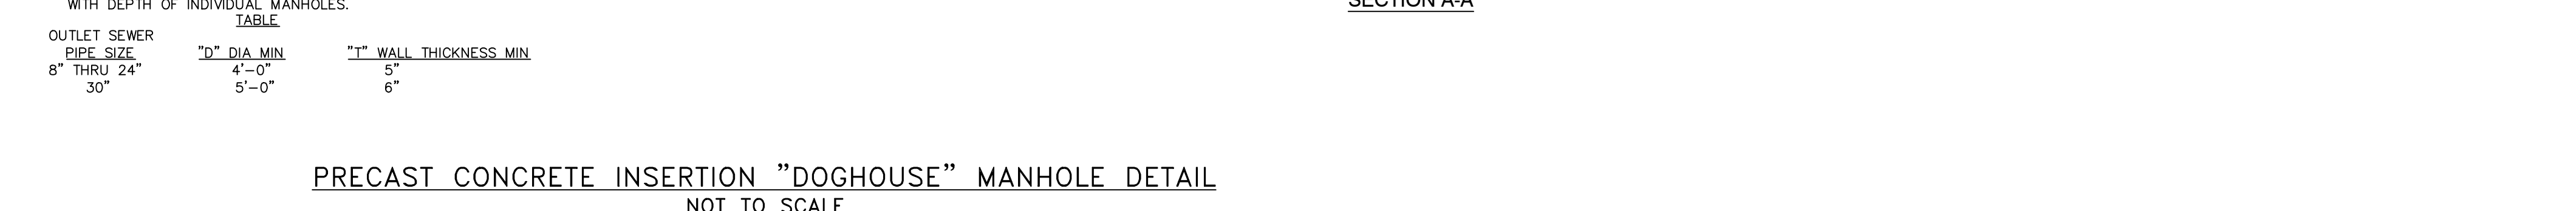 WITH DEPTH OF INDIVIDUAL MANHOLES.
TABLE
OUTLET SEWER
PIPE SIZE "D" DIA MIN "T" WALL THICKNESS MIN
8" THRU 24" 4'-0" 5"
30" 5'-0" 6"
SECTION A-A
PRECAST CONCRETE INSERTION "DOGHOUSE" MANHOLE DETAIL
NOT TO SCALE